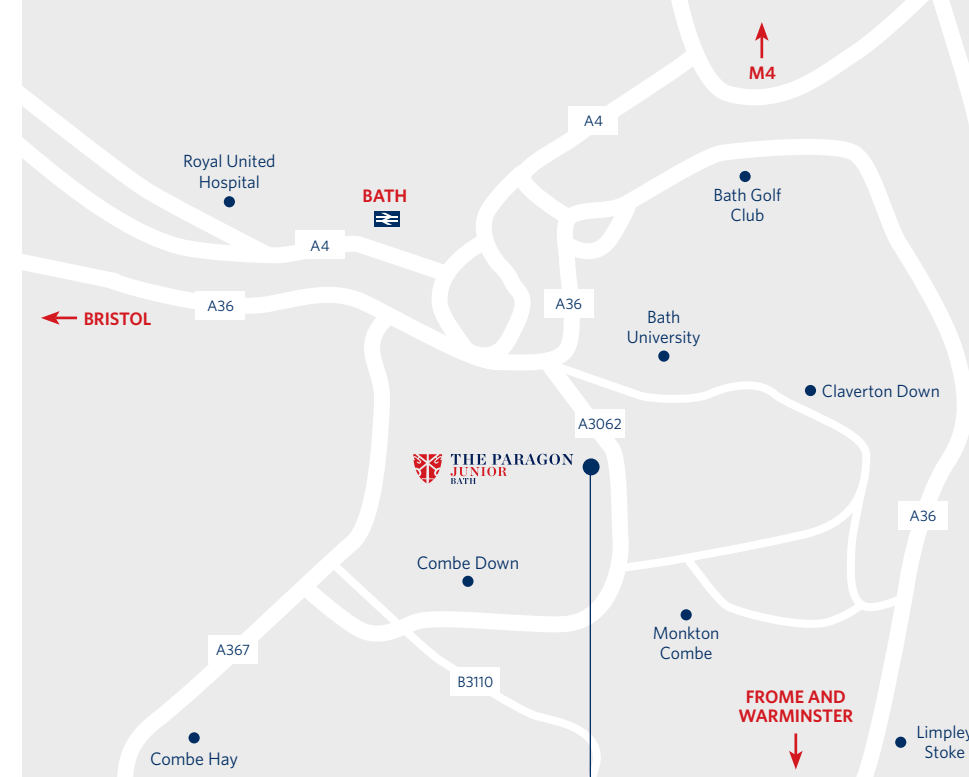 M4
A4
Royal United
Hospital
BATH
Bath Golf
Club
A4
A36
A36
BRISTOL
Bath
University
Claverton Down
A3062
THE PARAGON
JUNIOR
BATH
A36
Combe Down
Monkton
Combe
A367
B3110
FROME AND
WARMINSTER
Limpley
Stoke
Combe Hay